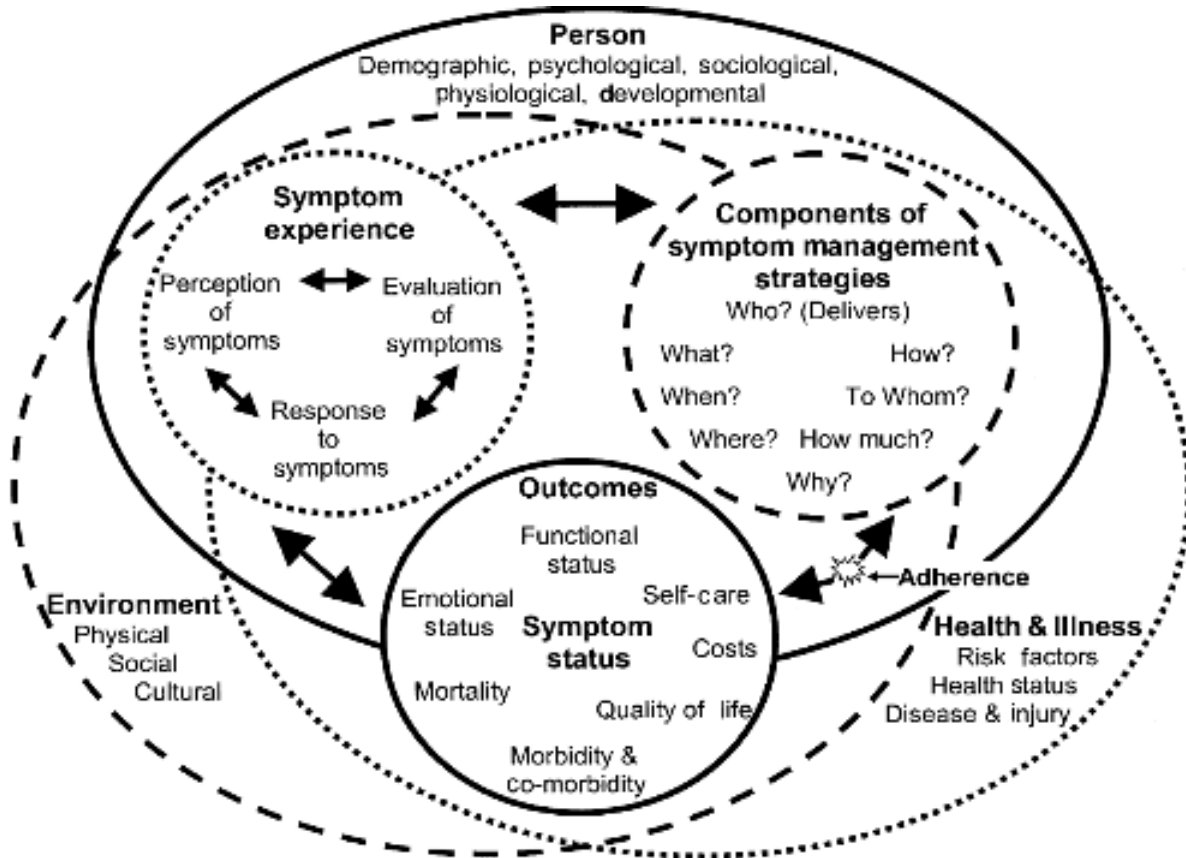 Person
Demographic, psychological, sociological,
physiological, developmental
Symptom
experience
Perception
of
symptoms
Evaluation
of
symptoms
Response
to
symptoms
Components of
symptom management
strategies
Who? (Delivers)
What?
How?
When?
To Whom?
Where?
How much?
Why?
Outcomes
Functional
status
Emotional
status
Self-care
Symptom
status
Costs
Mortality
Quality of life
Morbidity &
co-morbidity
Adherence
Environment
Physical
Social
Cultural
Health & Illness
Risk factors
Health status
Disease & injury